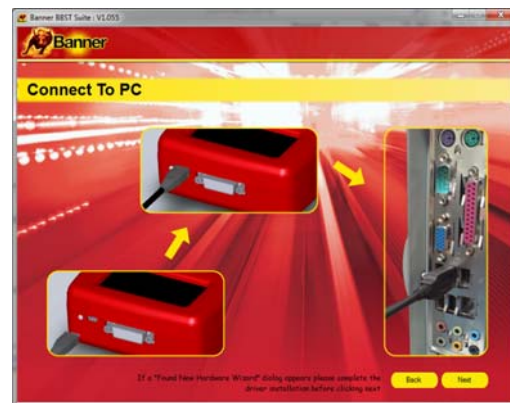 Banner BBST Suite : V1.055
Banner
Connect To PC
If a "Found New Hardware Wizard" dialog appears please complete the
driver installation before clicking next
Back
Next